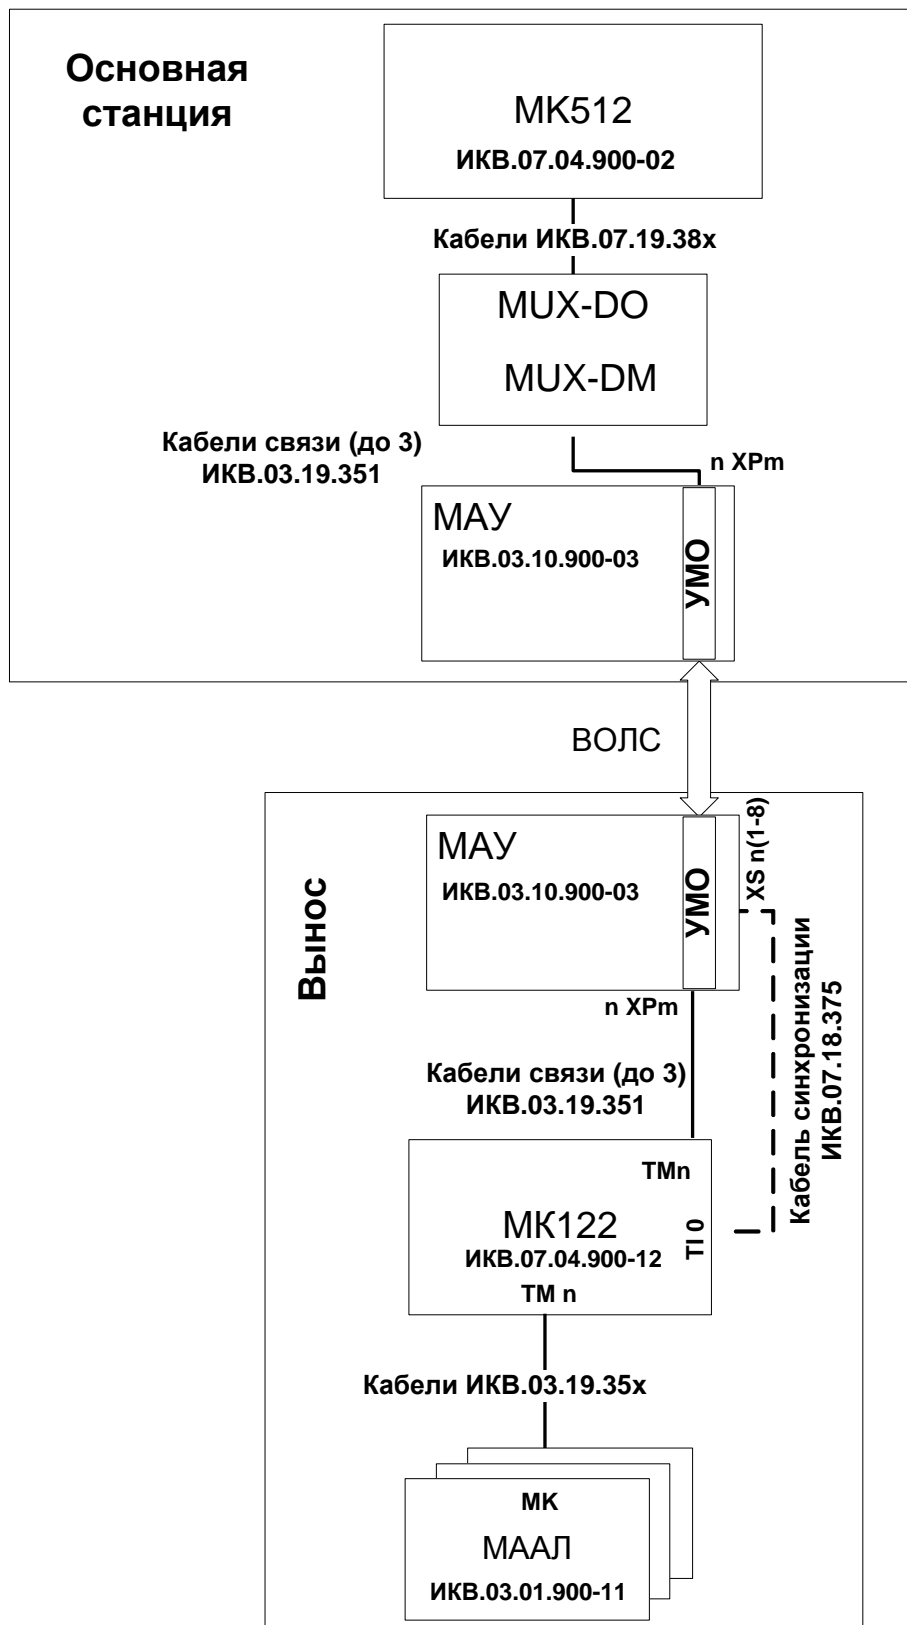 Основная
станция
МК512
ИКВ.07.04.900-02
Кабели ИКВ.07.19.38х
MUX-DO
MUX-DM
Кабели связи (до 3)
ИКВ.03.19.351
n XPm
МАУ
ИКВ.03.10.900-03
УМО
ВОЛС
Вынос
МАУ
ИКВ.03.10.900-03
УМО
XS n(1-8)
n XPm
Кабель синхронизации
ИКВ.07.18.375
Кабели связи (до 3)
ИКВ.03.19.351
TMn
МК122
ИКВ.07.04.900-12
TI 0
TM n
Кабели ИКВ.03.19.35х
МК
МААЛ
ИКВ.03.01.900-11